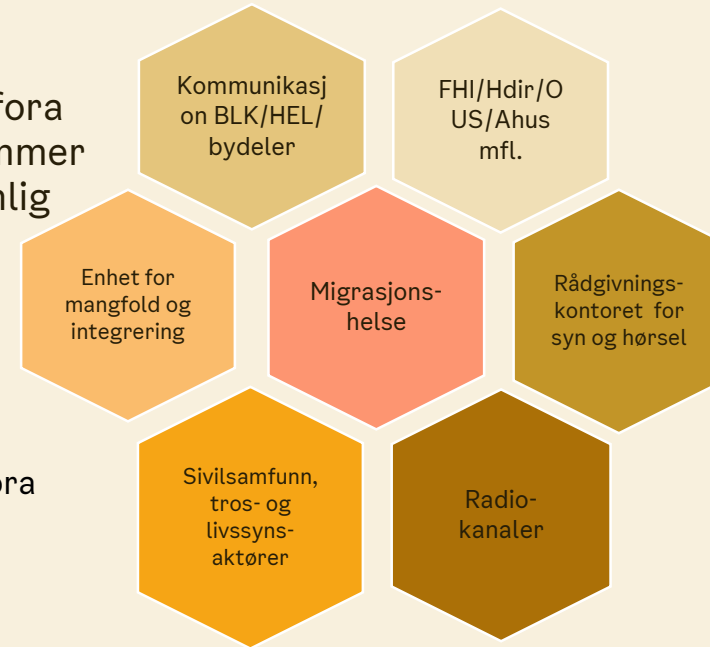 fora
mmer
nlig
ora
Kommunikasj
on BLK/HEL/
bydeler
FHI/Hdir/O
US/Ahus
mfl.
Enhet for
mangfold og
integrering
Migrasjons-
helse
Rådgivnings-
kontoret for
syn og hørsel
Sivilsamfunn,
tros- og
livssyns-
aktører
Radio-
kanaler